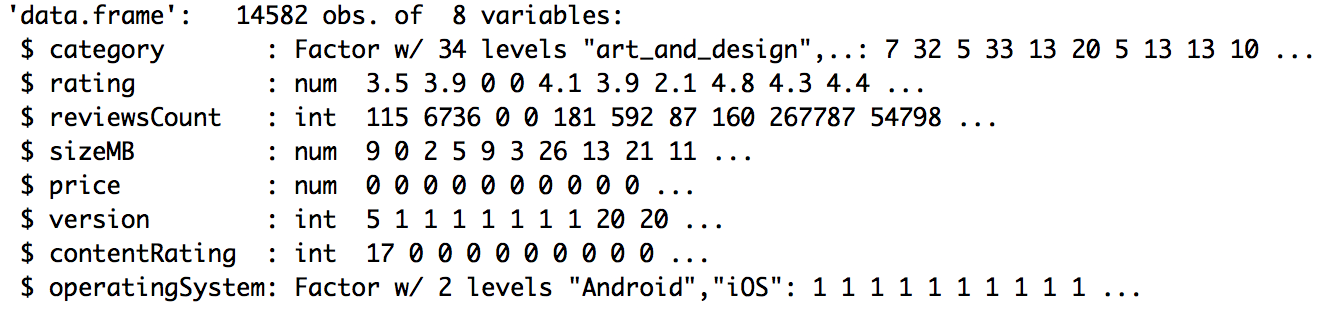 'data.frame':   14582 obs. of  8 variables:
 $ category       : Factor w/ 34 levels "art_and_design",..: 7 32 5 33 13 20 5 13 13 10 ...
 $ rating         : num  3.5 3.9 0 0 4.1 3.9 2.1 4.8 4.3 4.4 ...
 $ reviewsCount   : int  115 6736 0 0 181 592 87 160 267787 54798 ...
 $ sizeMB         : num  9 0 2 5 9 3 26 13 21 11 ...
 $ price          : num  0 0 0 0 0 0 0 0 0 0 ...
 $ version        : int  5 1 1 1 1 1 1 1 20 20 ...
 $ contentRating  : int  17 0 0 0 0 0 0 0 0 0 ...
 $ operatingSystem: Factor w/ 2 levels "Android","iOS": 1 1 1 1 1 1 1 1 1 1 ...